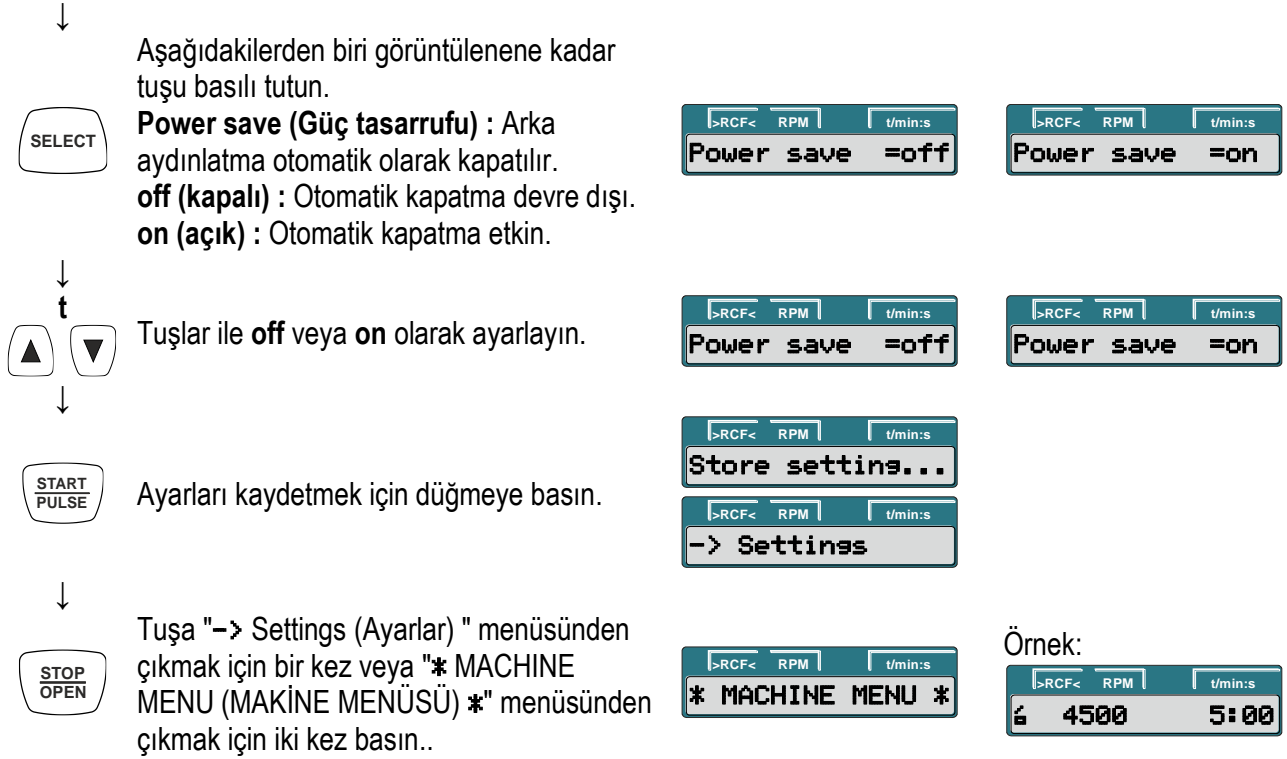 ↓
Aşağıdakilerden biri görüntülenene kadar
tuşu basılı tutun.
SELECT
Power save (Güç tasarrufu) : Arka
aydınlatma otomatik olarak kapatılır.
off (kapalı) : Otomatik kapatma devre dışı.
on (açık) : Otomatik kapatma etkin.
>RCF< RPM t/min:s
Power save =off
>RCF< RPM t/min:s
Power save =on
↓
t
▲ ▼
Tuşlar ile off veya on olarak ayarlayın.
>RCF< RPM t/min:s
Power save =off
>RCF< RPM t/min:s
Power save =on
↓
START
PULSE
Ayarları kaydetmek için düğmeye basın.
>RCF< RPM t/min:s
Store setting...
>RCF< RPM t/min:s
-> Settings
↓
STOP
OPEN
Tuşa "-> Settings (Ayarlar) " menüsünden
çıkmak için bir kez veya "* MACHINE
MENU (MAKİNE MENÜSÜ) *" menüsünden
çıkmak için iki kez basın..
>RCF< RPM t/min:s
* MACHINE MENU *
Örnek:
>RCF< RPM t/min:s
4500 5:00